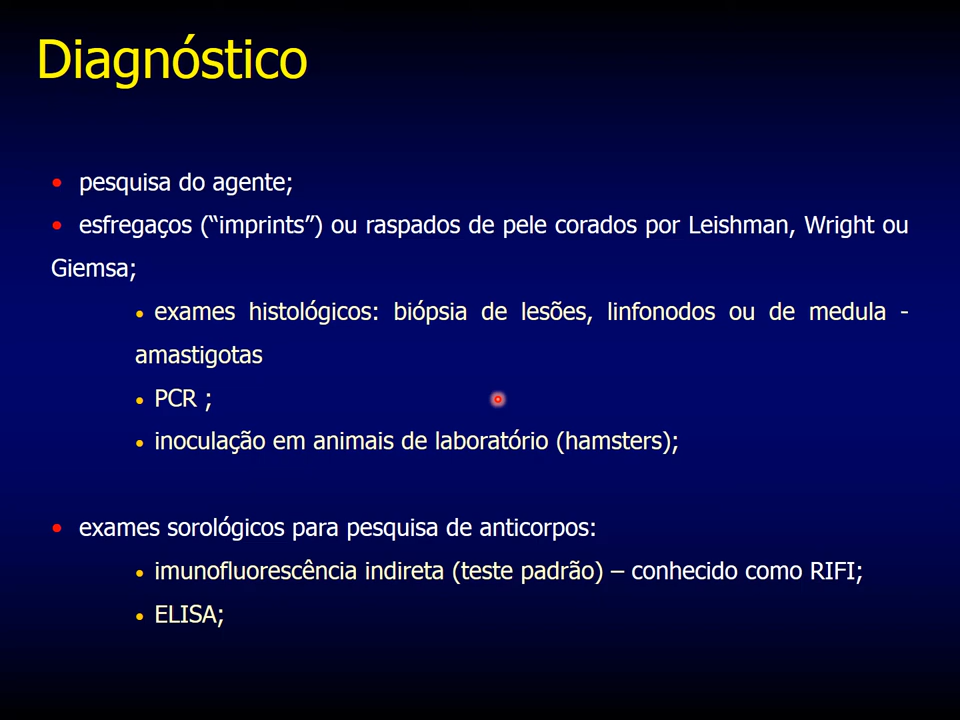 Diagnóstico
• pesquisa do agente;
• esfregaços (“imprints”) ou raspados de pele corados por Leishman, Wright ou
Giemsa;
• exames histológicos: biópsia de lesões, linfonodos ou de medula -
amastigotas
• PCR ;
• inoculação em animais de laboratório (hamsters);
• exames sorológicos para pesquisa de anticorpos:
• imunofluorescência indireta (teste padrão) – conhecido como RIFI;
• ELISA;